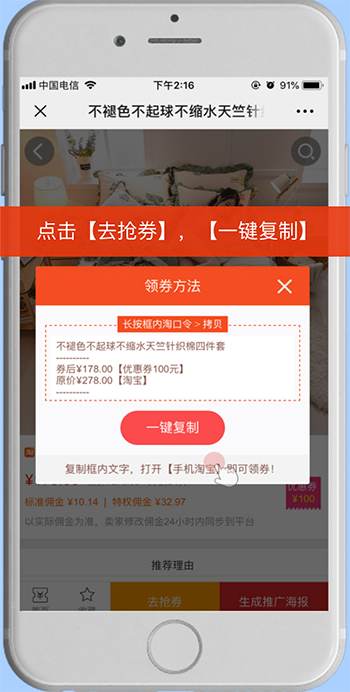 中国电信
下午2:16
91%
不褪色不起球不缩水天竺针
点击【去抢券】，【一键复制】
领券方法
长按框内淘口令 > 拷贝
不褪色不起球不缩水天竺针织棉四件套
----------
券后¥178.00【优惠券100元】
原价¥278.00【淘宝】
----------
一键复制
复制框内文字，打开【手机淘宝】即可领券！
优惠券
¥100
标准佣金 ¥10.14 | 特权佣金 ¥32.97
以实际佣金为准，卖家修改佣金24小时内同步到平台
推荐理由
去抢券
生成推广海报